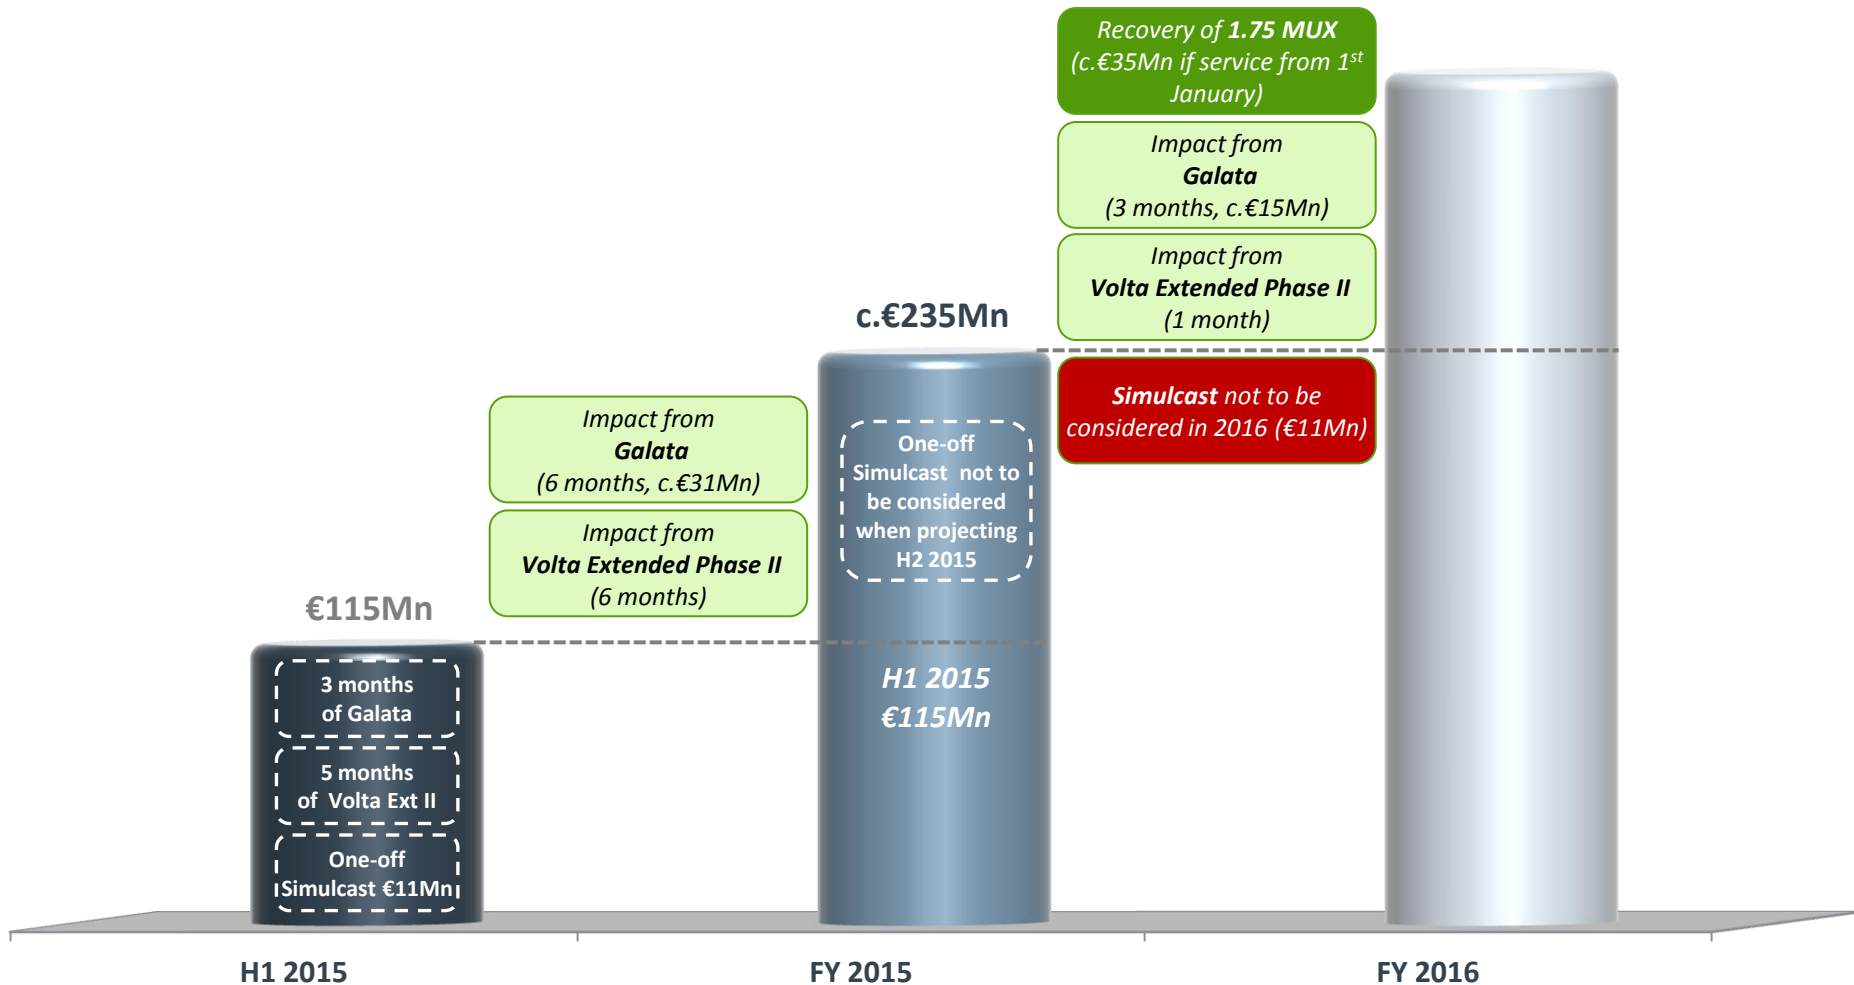 Recovery of 1.75 MUX
(c.€35Mn if service from 1st
January)
Impact from
Galata
(3 months, c.€15Mn)
Impact from
Volta Extended Phase II
(1 month)
c.€235Mn
Simulcast not to be
considered in 2016 (€11Mn)
Impact from
Galata
(6 months, c.€31Mn)
Impact from
Volta Extended Phase II
(6 months)
One-off
Simulcast not to
be considered
when projecting
H2 2015
€115Mn
H1 2015
€115Mn
3 months
of Galata
5 months
of Volta Ext II
One-off
Simulcast €11Mn
H1 2015
FY 2015
FY 2016